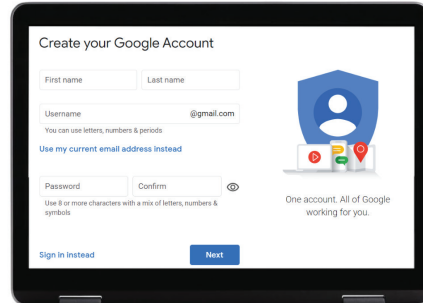 Create your Google Account
First name Last name
Username @gmail.com
You can use letters, numbers & periods
Use my current email address instead
Password Confirm
Use 8 or more characters with a mix of letters, numbers &
symbols
One account. All of Google
working for you.
Sign in instead Next